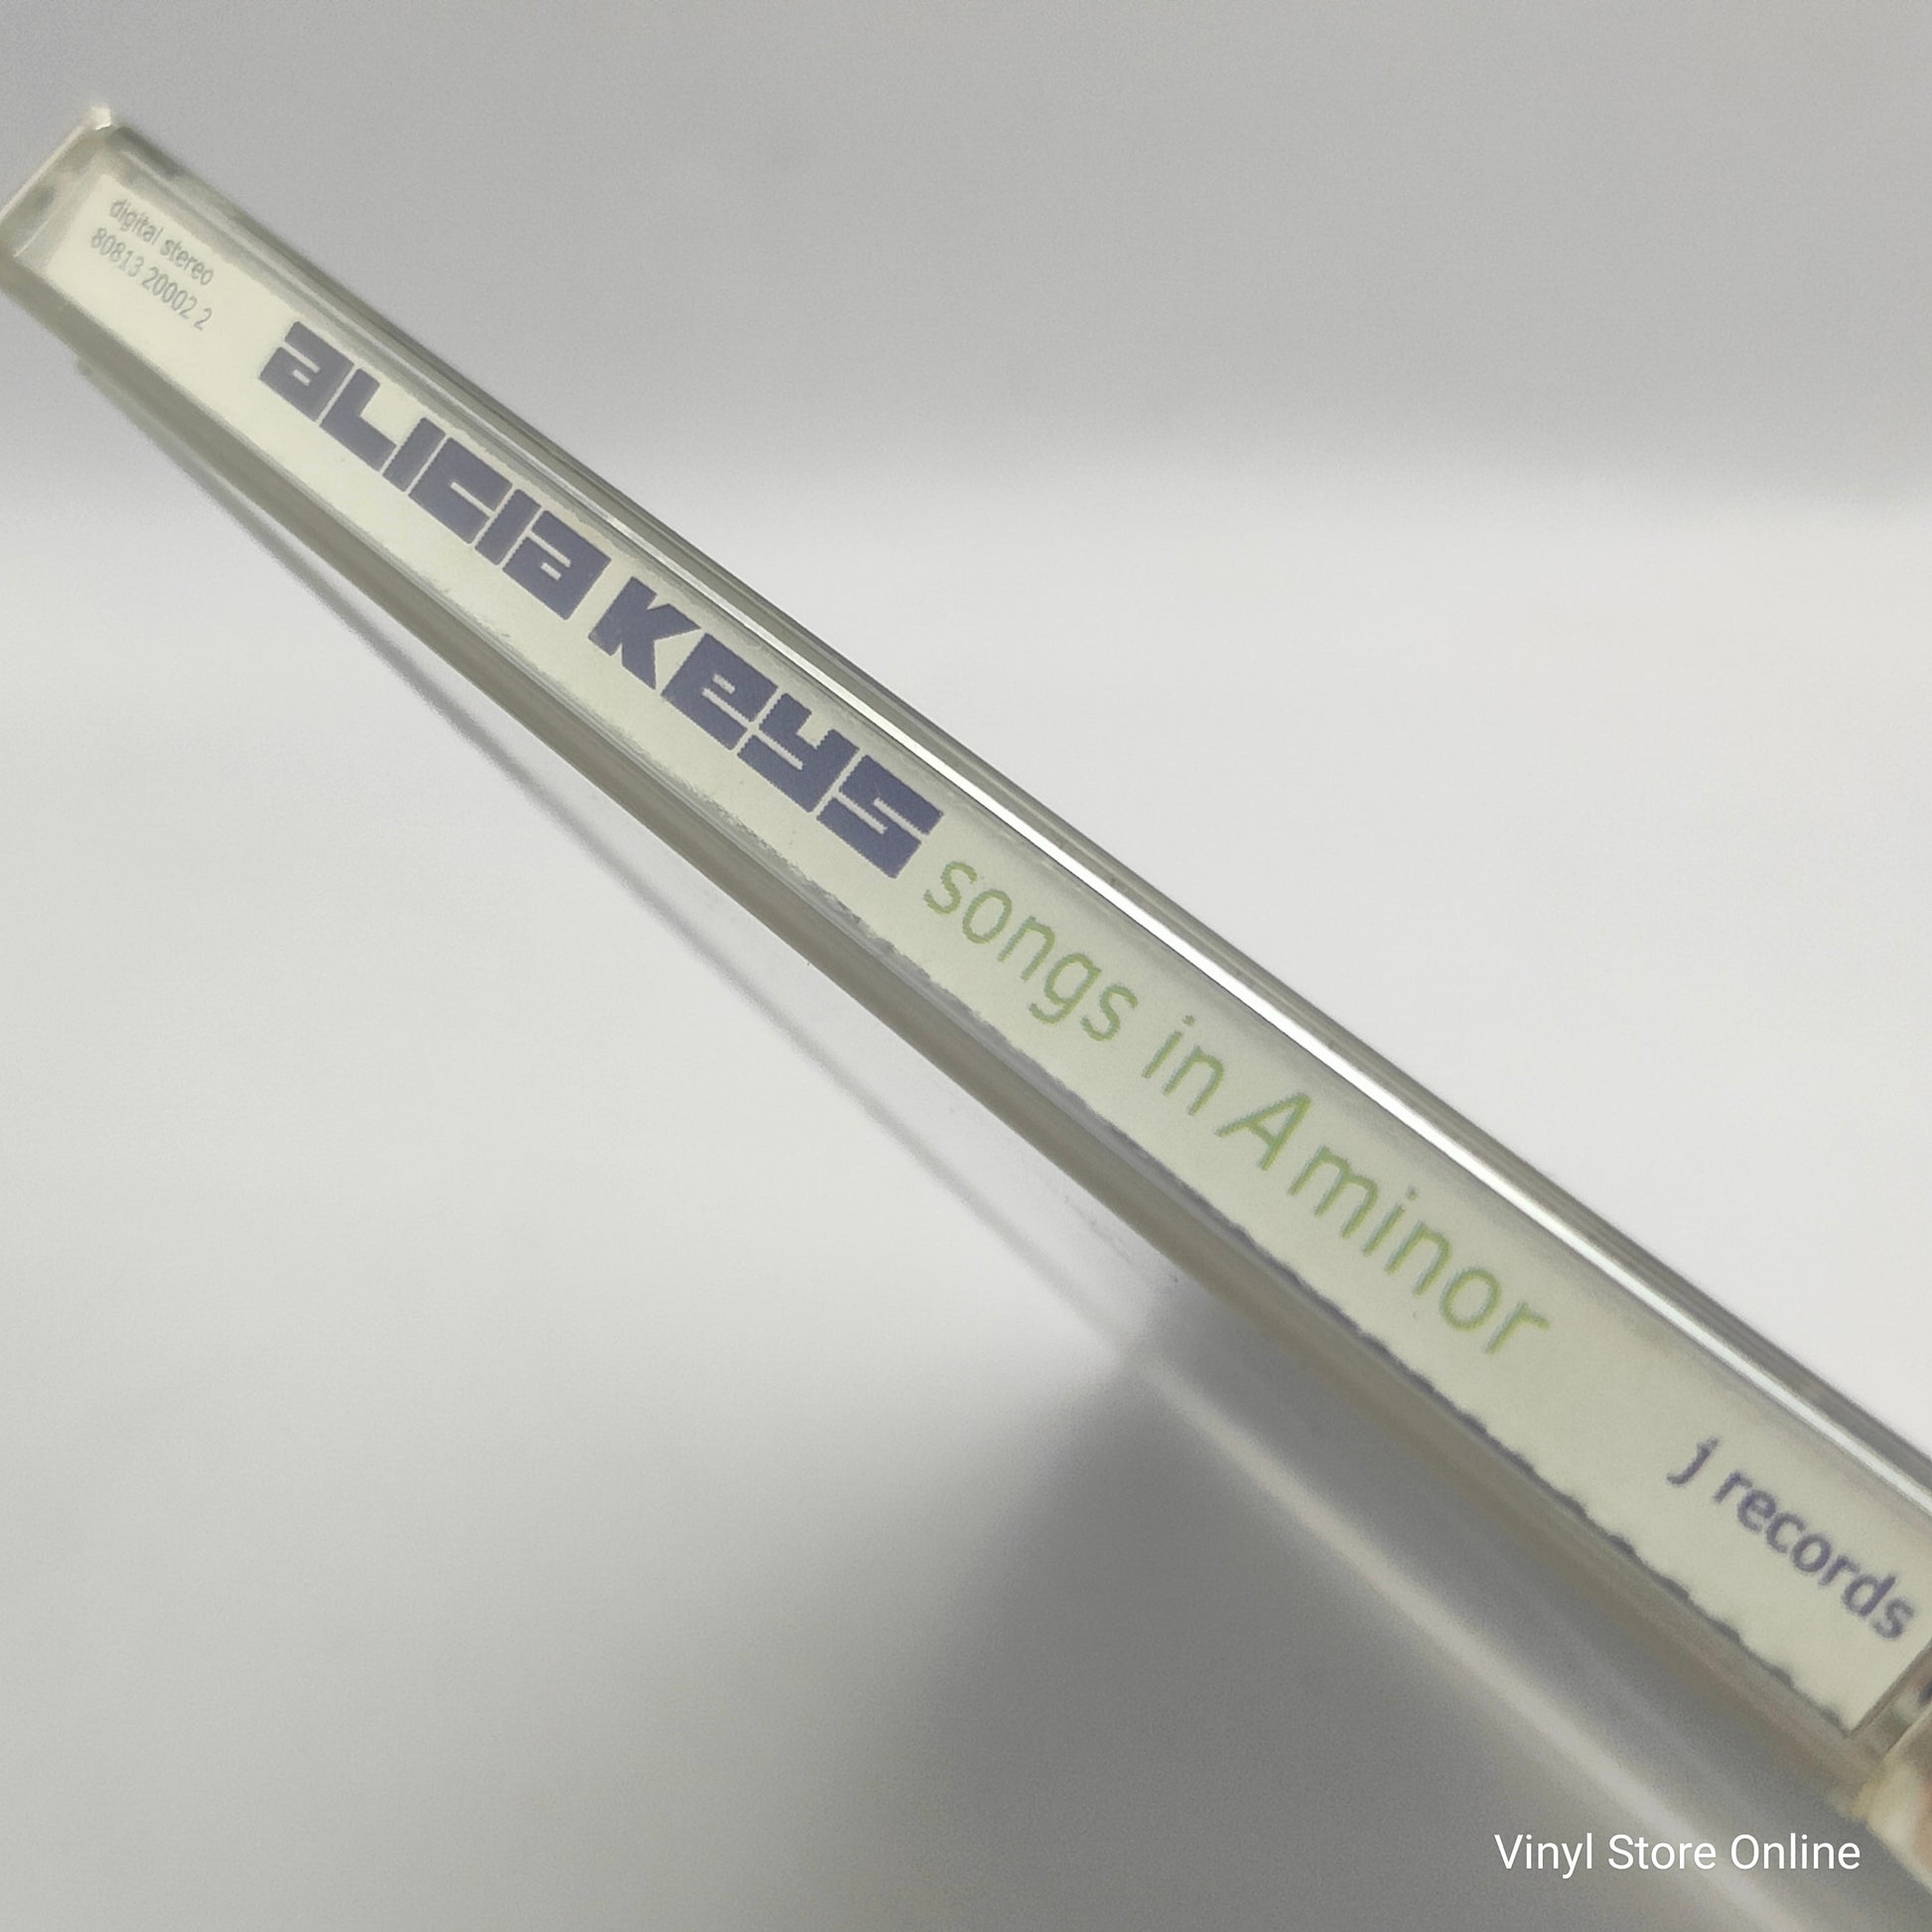 digital stereo
80813 20002 2
aLICIa Keys songs in A minor
j records
Vinyl Store Online